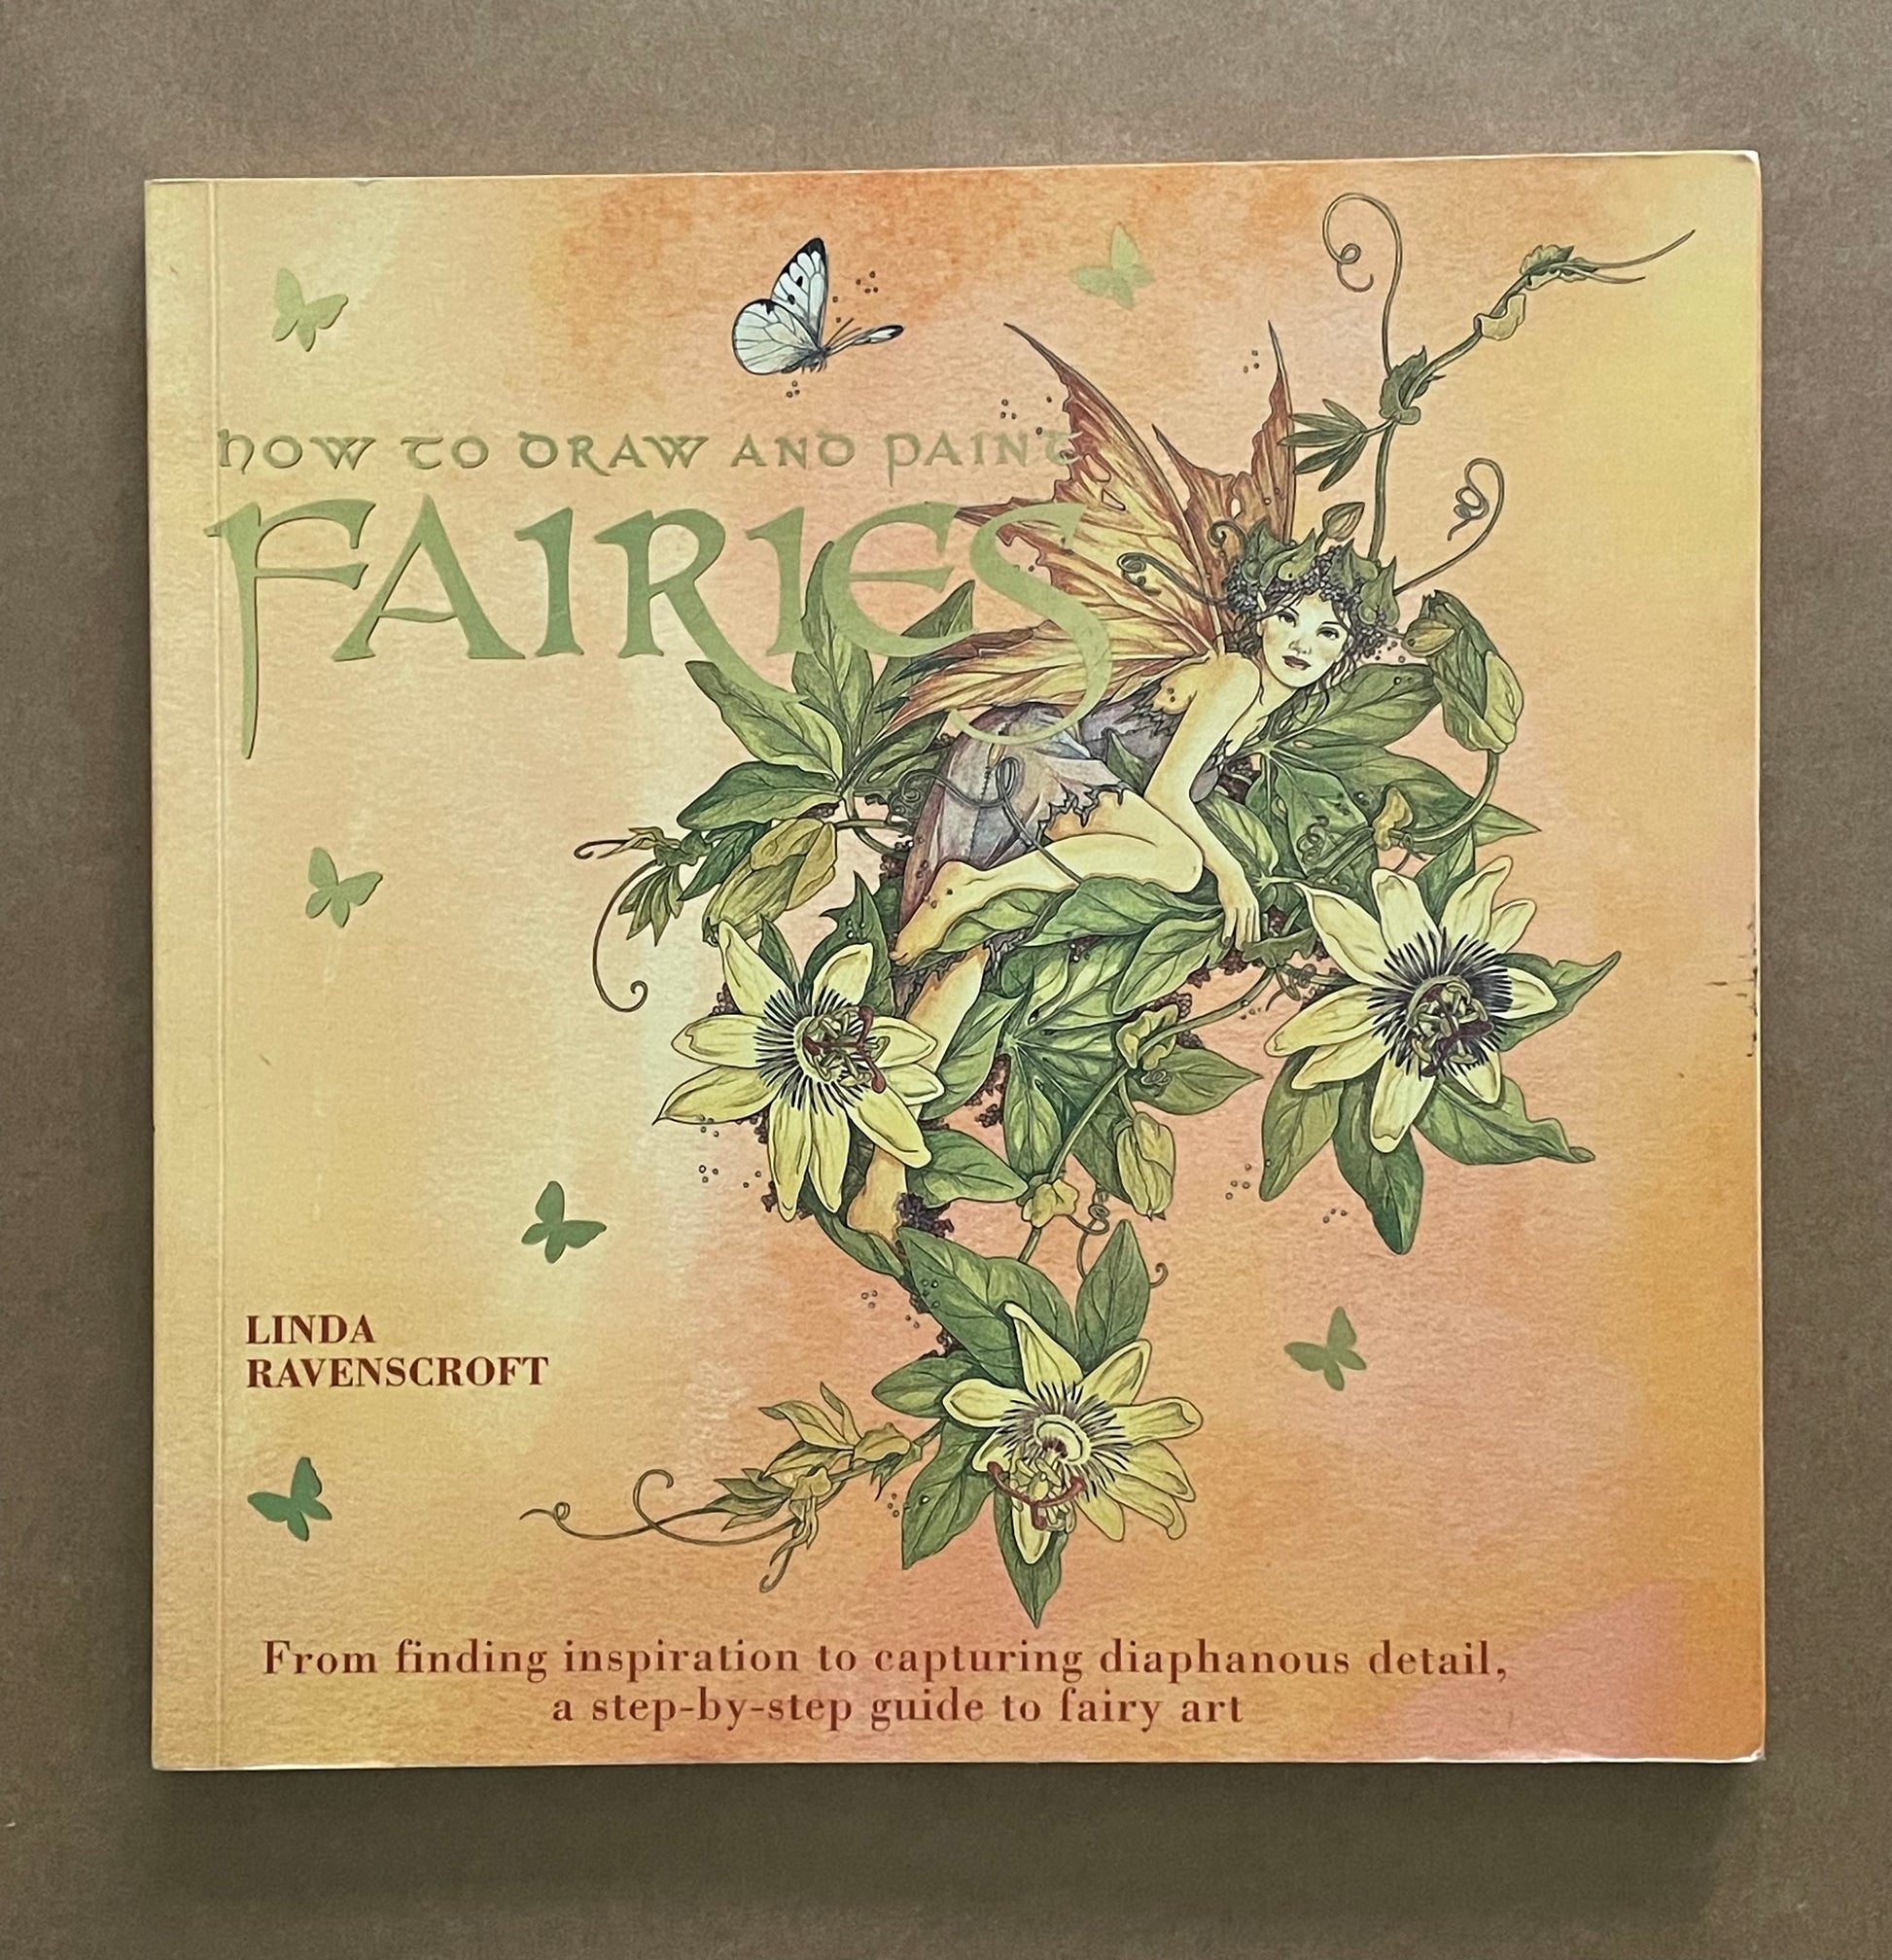 HOW TO DRAW AND PAINT
FAIRIES
LINDA
RAVENSCROFT
From finding inspiration to capturing diaphanous detail,
a step-by-step guide to fairy art